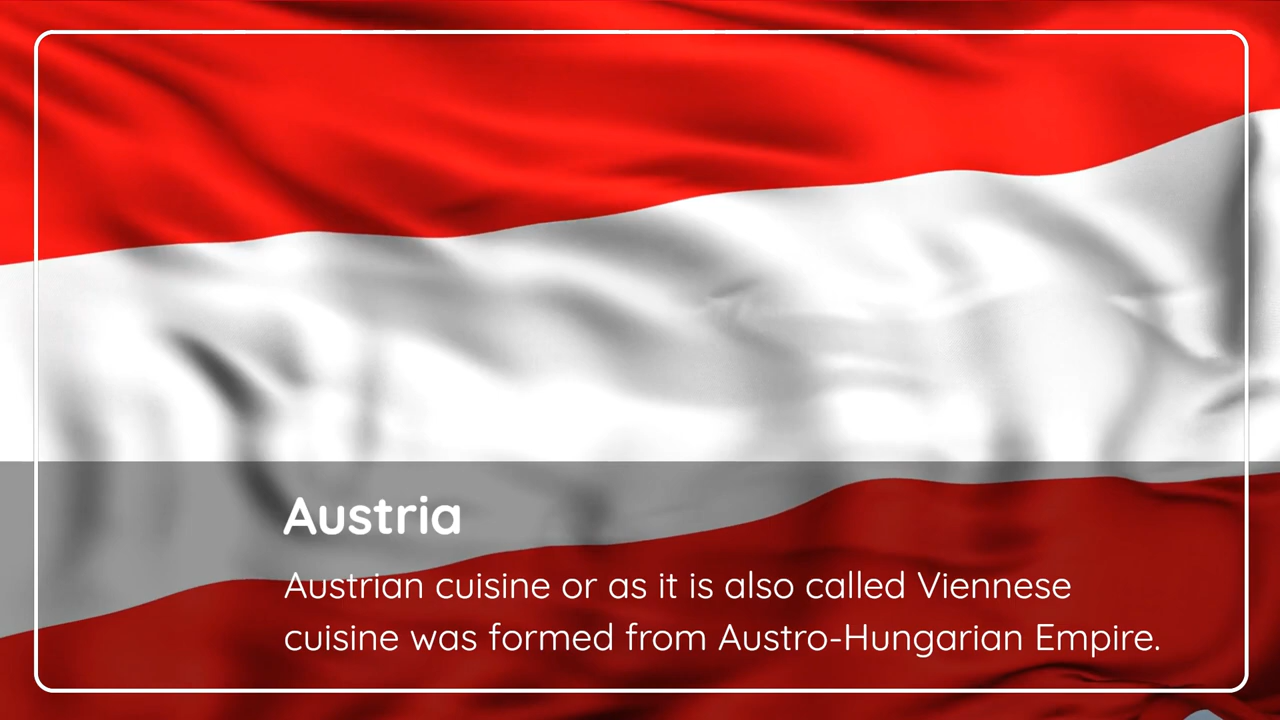 Austria
Austrian cuisine or as it is also called Viennese
cuisine was formed from Austro-Hungarian Empire.